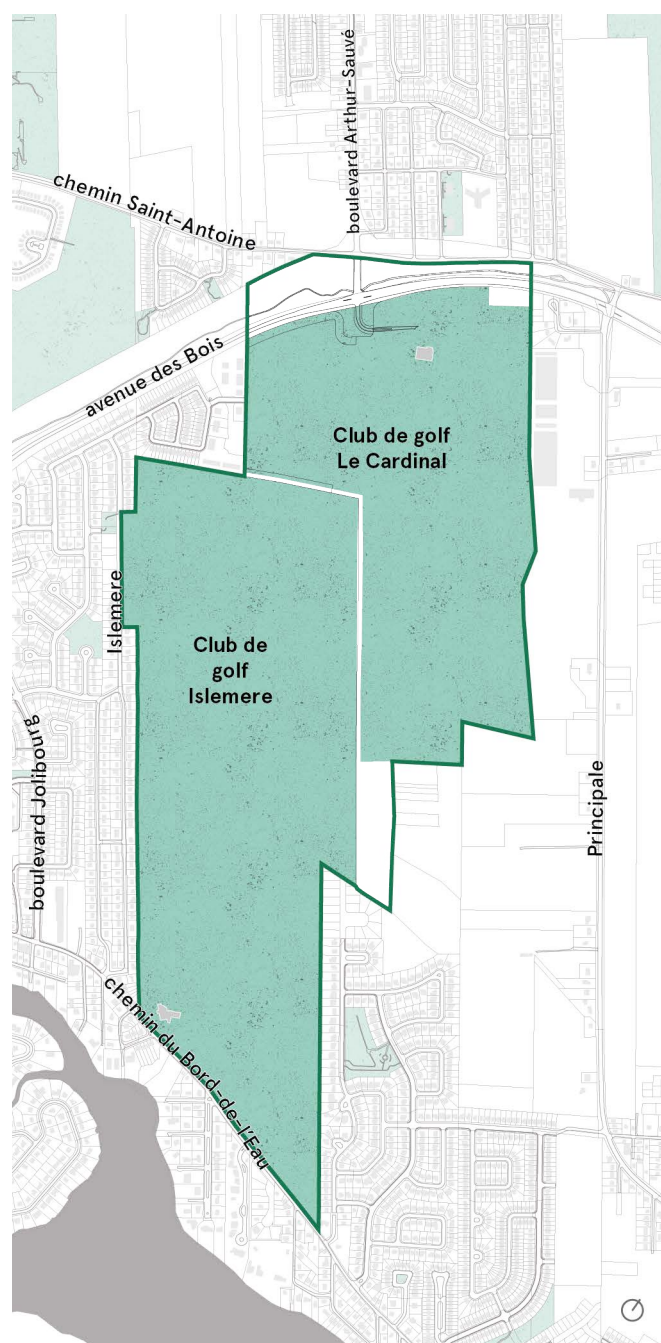 boulevard Arthur-Sauvé
chemin Saint-Antoine
avenue des Bois
Club de golf
Le Cardinal
Islemere
Club de
golf
Islemere
boulevard Jolibourg
Principale
chemin du Bord-de-l'Eau